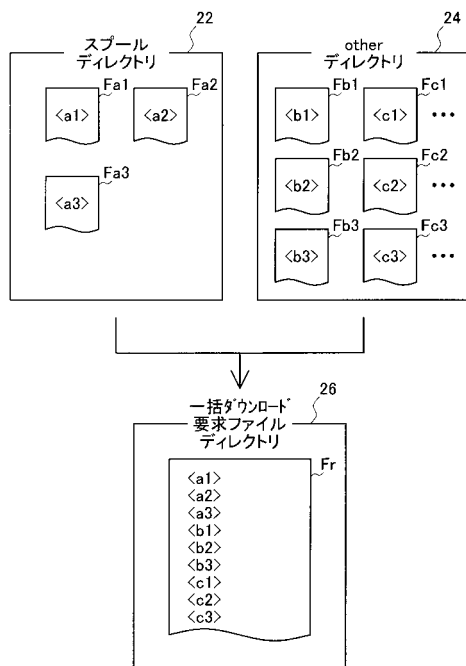 22
スプール
ディレクトリ
Fa1
Fa2
<a1>
<a2>
Fa3
<a3>
24
other
ディレクトリ
Fb1
Fc1
<b1>
<c1>
•••
Fb2
Fc2
<b2>
<c2>
•••
Fb3
Fc3
<b3>
<c3>
•••
26
一括ダウンロード
要求ファイル
ディレクトリ
Fr
<a1>
<a2>
<a3>
<b1>
<b2>
<b3>
<c1>
<c2>
<c3>